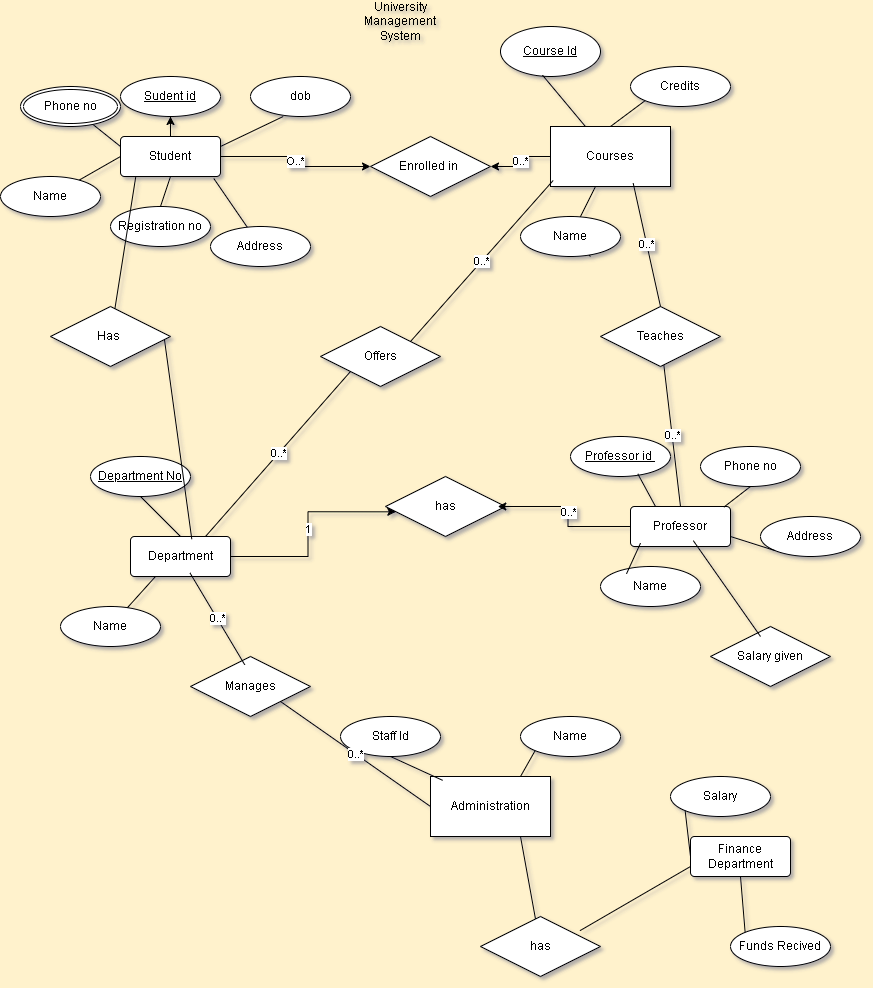 University
Management
System
Course Id
Credits
Phone no
Sudent id
dob
Student
O..*
Enrolled in
0..*
Courses
Name
Registration no
Address
Name
0..*
0..*
Has
Offers
Teaches
0..*
0..*
Department No
Professor id
Phone no
has
0..*
1
Professor
Address
Department
Name
Name
0..*
Salary given
Manages
Staff Id
Name
0..*
Administration
Salary
Finance
Department
has
Funds Recived